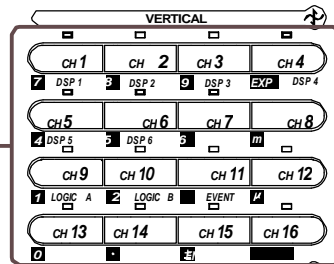 VERTICAL
CH 1 CH 2 CH 3 CH 4
7 DSP 1 8 DSP 2 9 DSP 3 EXP DSP 4
CH 5 CH 6 CH 7 CH 8
4 DSP 5 5 DSP 6 6 m
CH 9 CH 10 CH 11 CH 12
1 LOGIC A 2 LOGIC B EVENT µ
CH 13 CH 14 CH 15 CH 16
0 ·